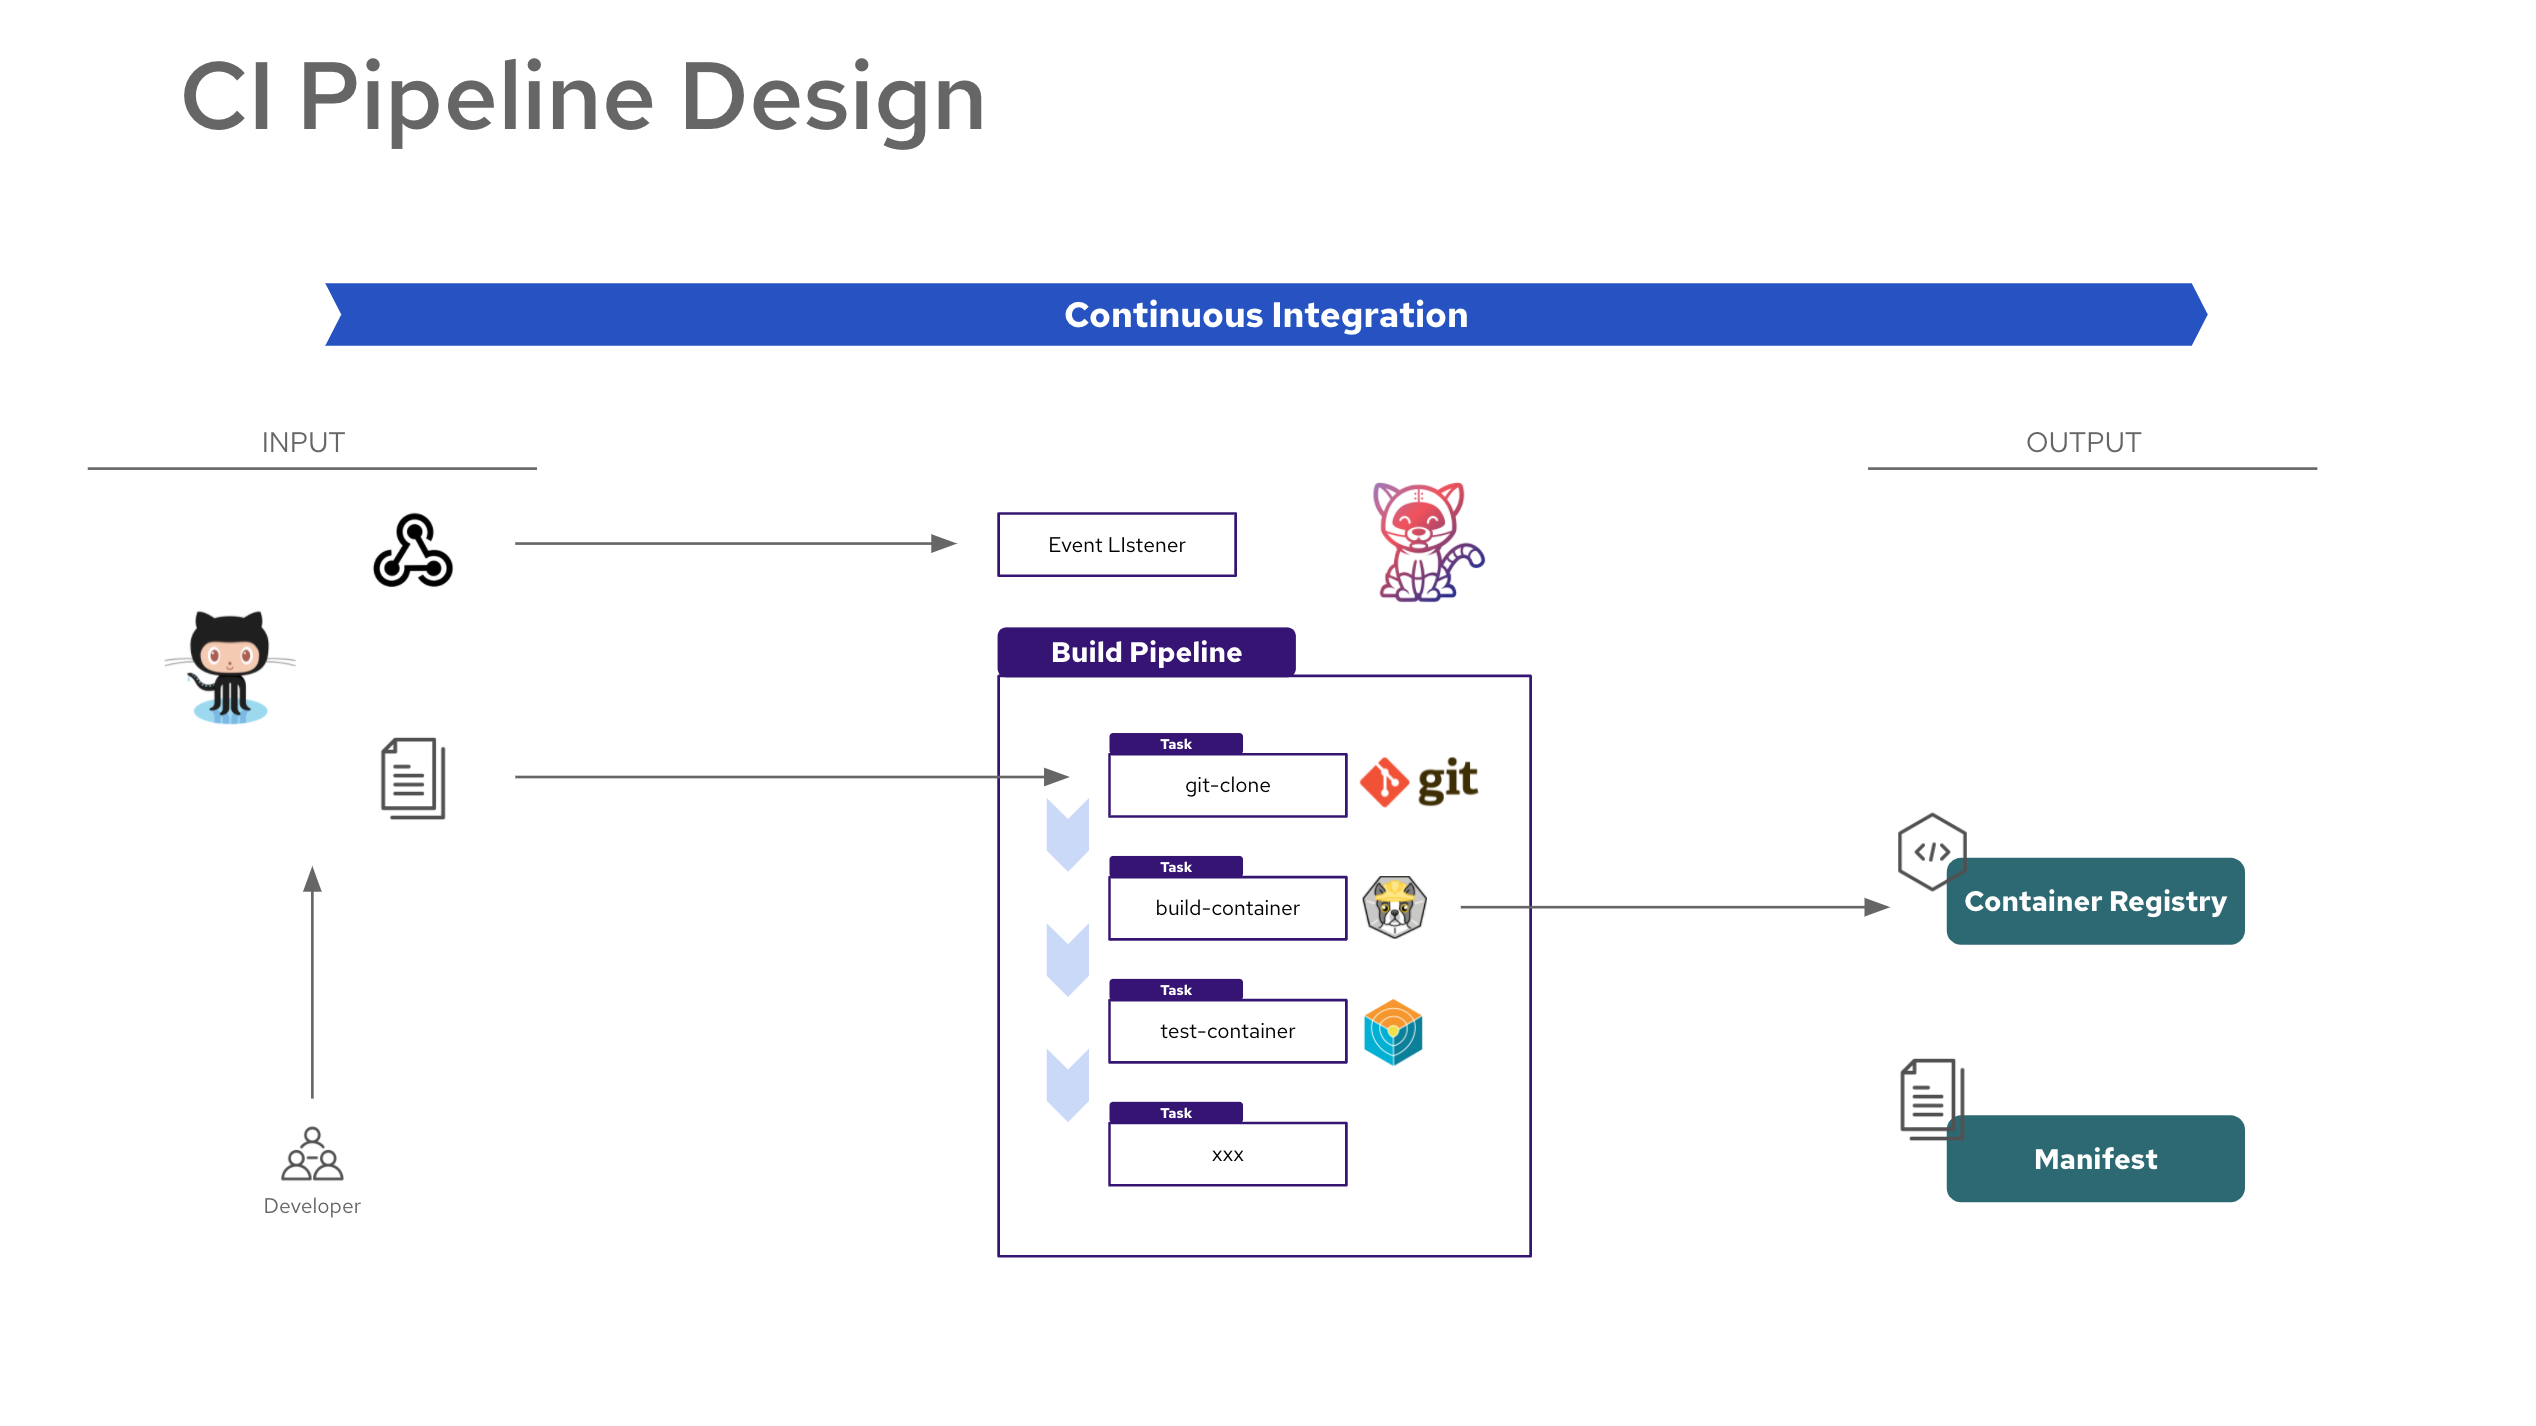 CI Pipeline Design
Continuous Integration
INPUT
OUTPUT
Event LIstener
Build Pipeline
Task
git-clone
git
Task
build-container
Container Registry
Task
test-container
Task
xxx
Manifest
Developer